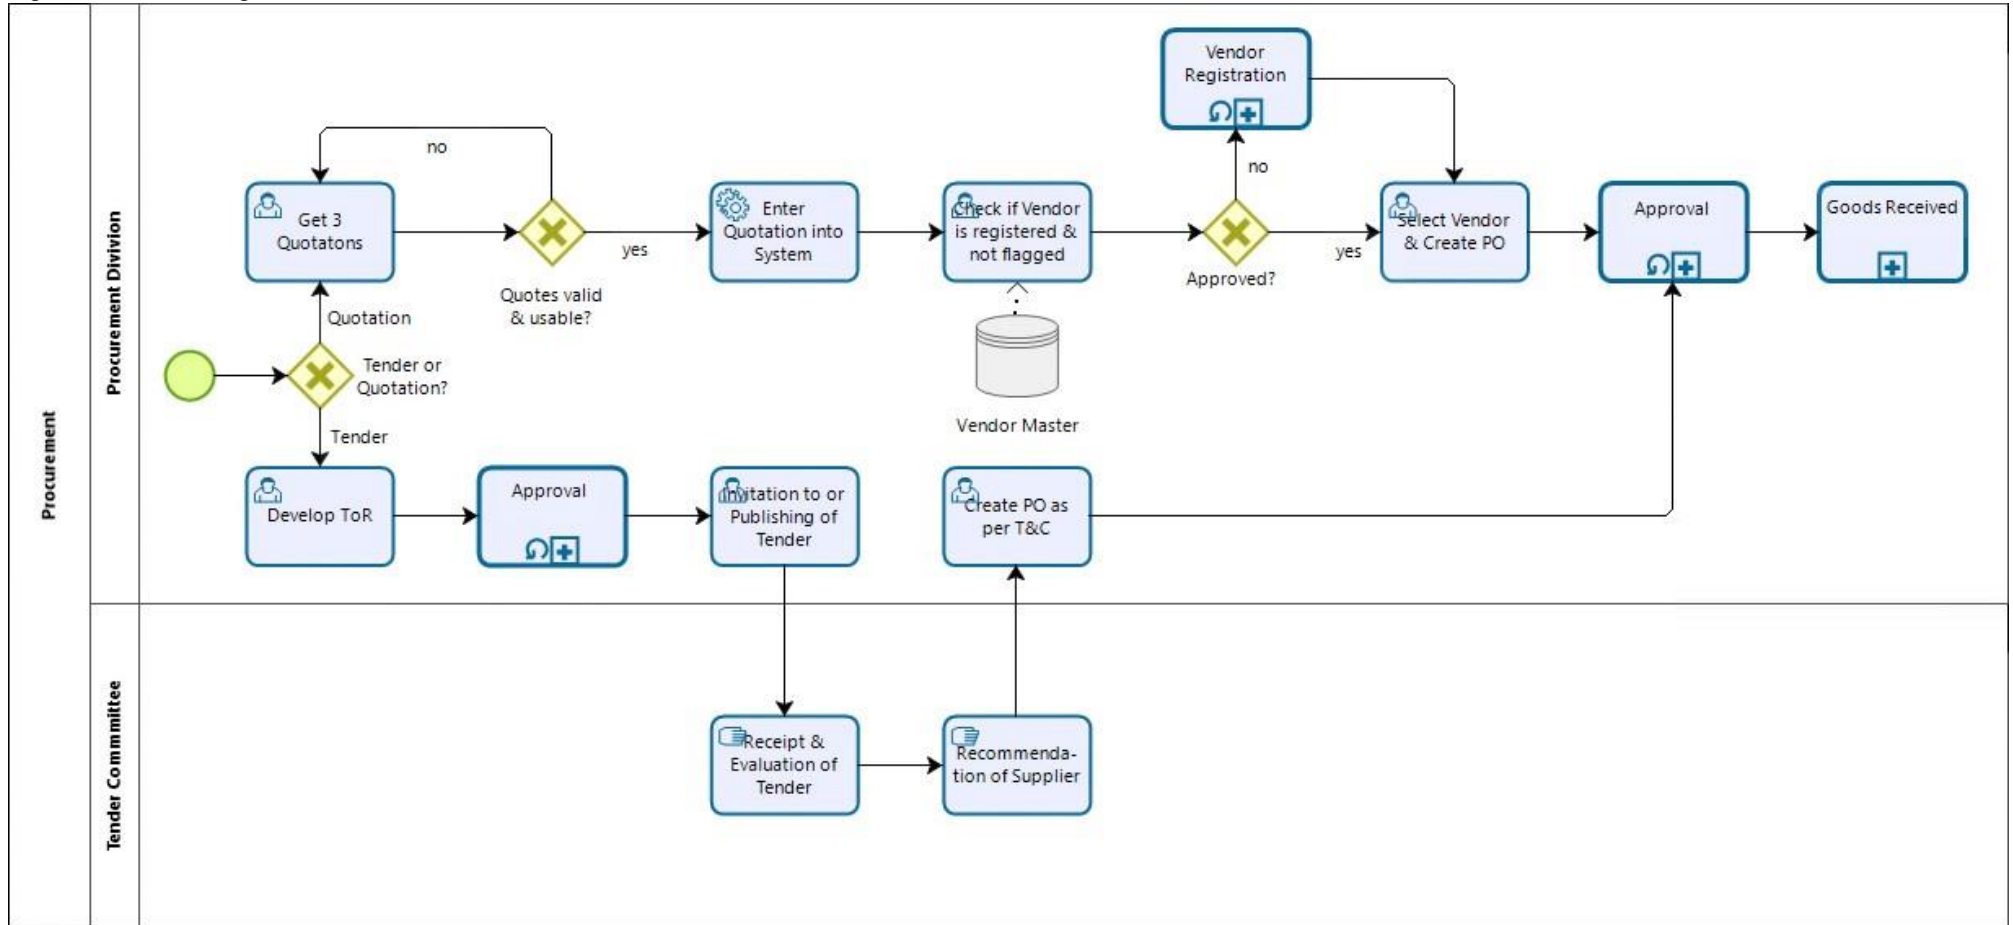 Procurement
Procurement Division
Tender Committee
Vendor
Registration
no
no
Get 3
Quotatons
Quotes valid
& usable?
yes
Enter
Quotation into
System
Check if Vendor
is registered &
not flagged
Approved?
yes
Select Vendor
& Create PO
Approval
Goods Received
Quotation
Tender or
Quotation?
Tender
Vendor Master
Develop ToR
Approval
Invitation to or
Publishing of
Tender
Create PO as
per T&C
Receipt &
Evaluation of
Tender
Recommenda-
tion of Supplier